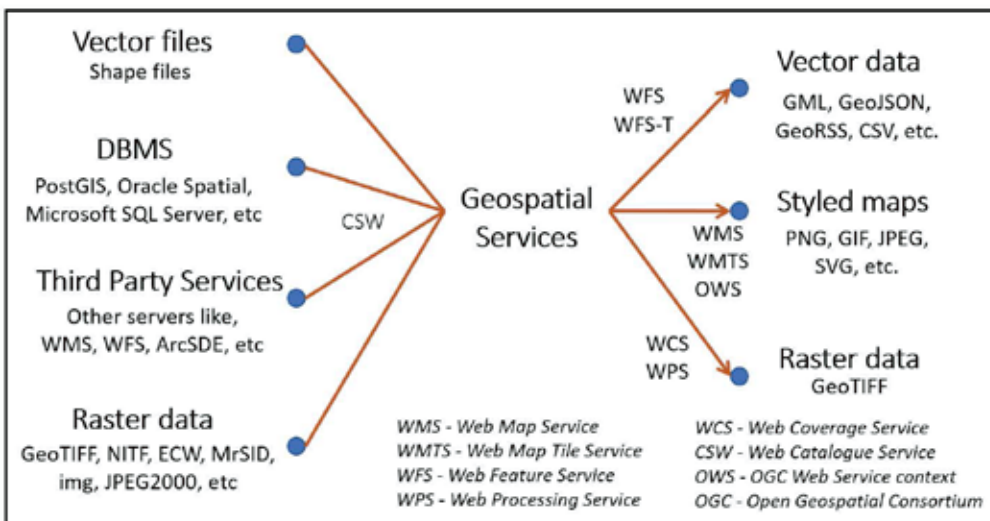 Vector files
Shape files
DBMS
PostGIS, Oracle Spatial,
Microsoft SQL Server, etc
Third Party Services
Other servers like,
WMS, WFS, ArcSDE, etc
Raster data
GeoTIFF, NITF, ECW, MrSID,
img, JPEG2000, etc
CSW
Geospatial
Services
WFS
WFS-T
WMS
WMTS
OWS
WCS
WPS
Vector data
GML, GeoJSON,
GeoRSS, CSV, etc.
Styled maps
PNG, GIF, JPEG,
SVG, etc.
Raster data
GeoTIFF
WMS - Web Map Service
WMTS - Web Map Tile Service
WFS - Web Feature Service
WPS - Web Processing Service
WCS - Web Coverage Service
CSW - Web Catalogue Service
OWS - OGC Web Service context
OGC - Open Geospatial Consortium